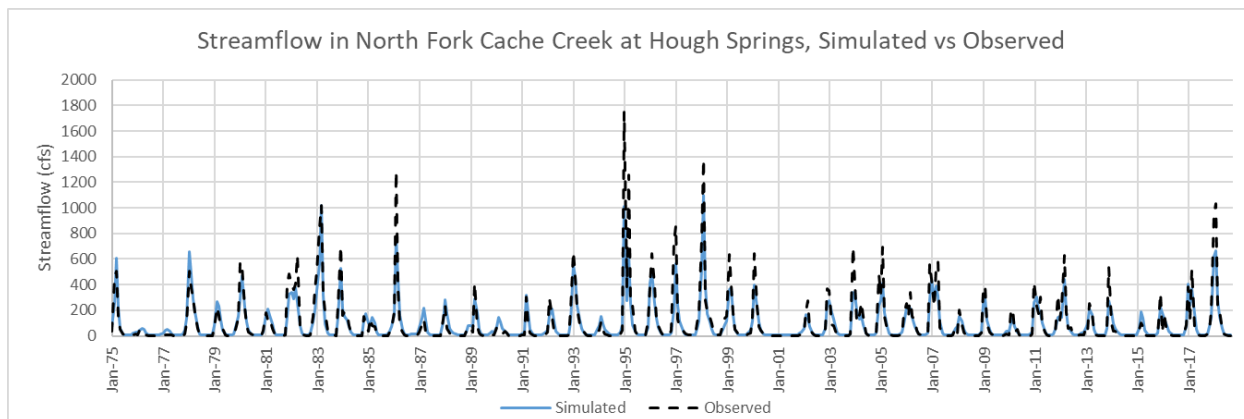 Streamflow in North Fork Cache Creek at Hough Springs, Simulated vs Observed
Streamflow (cfs)
2000
1800
1600
1400
1200
1000
800
600
400
200
0
Jan-75
Jan-77
Jan-79
Jan-81
Jan-83
Jan-85
Jan-87
Jan-89
Jan-91
Jan-93
Jan-95
Jan-97
Jan-99
Jan-01
Jan-03
Jan-05
Jan-07
Jan-09
Jan-11
Jan-13
Jan-15
Jan-17
Simulated
Observed